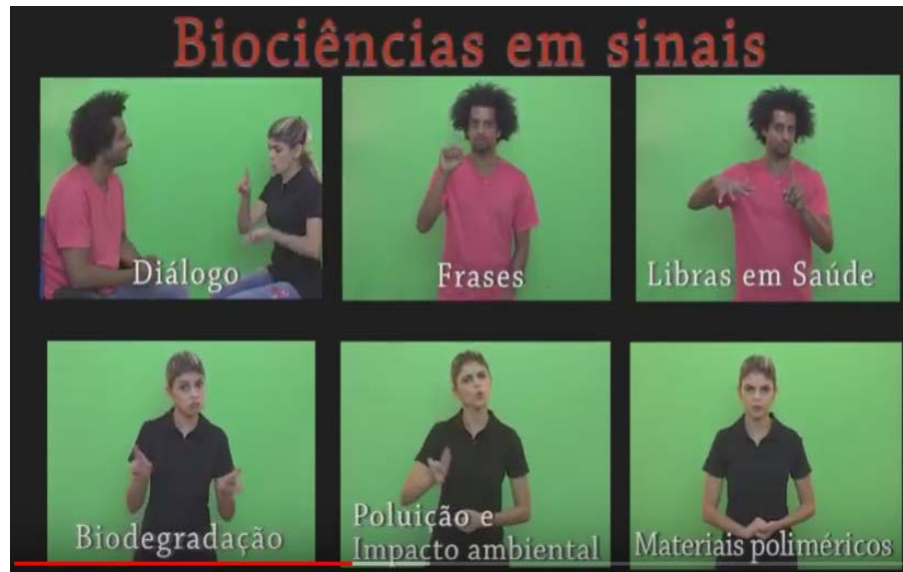 Biociências em sinais
Diálogo
Frases
Libras em Saúde
Biodegradação
Poluição e
Impacto ambiental
Materiais poliméricos